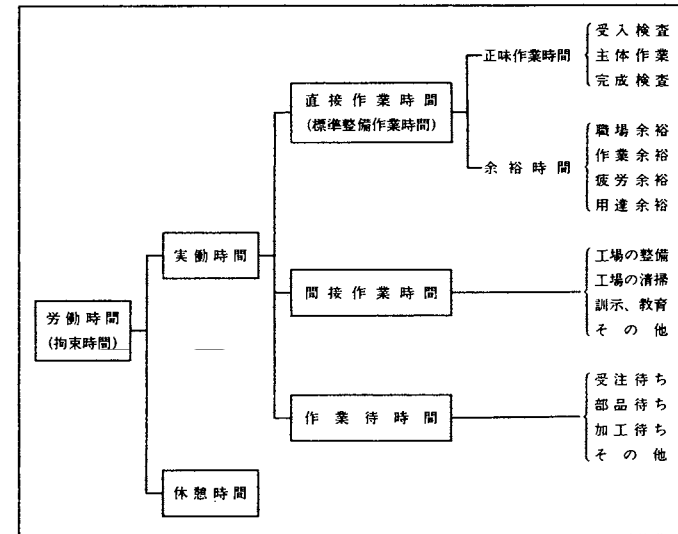 受入検査
正味作業時間
主体作業
完成検査
直接作業時間
(標準整備作業時間)
職場余裕
作業余裕
余裕時間
疲労余裕
用達余裕
実働時間
工場の整備
間接作業時間
工場の清掃
訓示、教育
その他
労働時間
(拘束時間)
受注待ち
作業待時間
部品待ち
加工待ち
その他
休憩時間